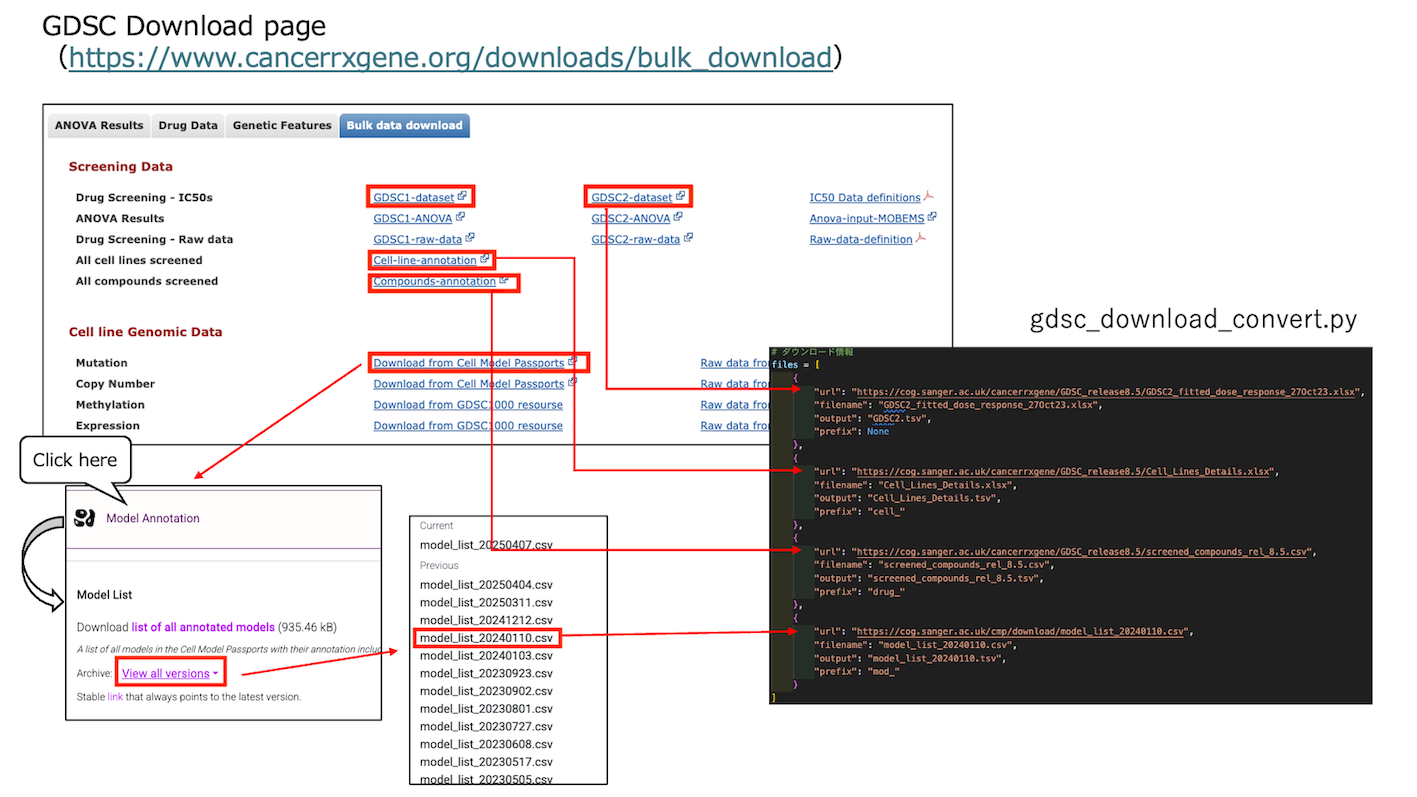 GDSC Download page
(https://www.cancerrxgene.org/downloads/bulk_download)
ANOVA Results Drug Data Genetic Features Bulk data download
Screening Data
Drug Screening - IC50s GDSC1-dataset GDSC2-dataset IC50 Data definitions
ANOVA Results GDSC1-ANOVA GDSC2-ANOVA Anova-input-MOBEMS
Drug Screening - Raw data GDSC1-raw-data GDSC2-raw-data Raw-data-definition
All cell lines screened Cell-line-annotation
All compounds screened Compounds-annotation
Cell line Genomic Data
Mutation Download from Cell Model Passports Raw data from
Copy Number Download from Cell Model Passports Raw data from
Methylation Download from GDSC1000 resourse Raw data from
Expression Download from GDSC1000 resourse Raw data from
Click here
Model Annotation
Model List
Download list of all annotated models (935.46 kB)
A list of all models in the Cell Model Passports with their annotation inclu
Archive: View all versions
Stable link that always points to the latest version.
Current
model_list_20250407.csv
Previous
model_list_20250404.csv
model_list_20250311.csv
model_list_20241212.csv
model_list_20240110.csv
model_list_20240103.csv
model_list_20230923.csv
model_list_20230902.csv
model_list_20230801.csv
model_list_20230727.csv
model_list_20230608.csv
model_list_20230517.csv
model_list_20230505.csv
gdsc_download_convert.py
# ダウンロード情報
files = [
{
"url": "https://cog.sanger.ac.uk/cancerrxgene/GDSC_release8.5/GDSC2_fitted_dose_response_27Oct23.xlsx",
"filename": "GDSC2_fitted_dose_response_27Oct23.xlsx",
"output": "GDSC2.tsv",
"prefix": None
},
{
"url": "https://cog.sanger.ac.uk/cancerrxgene/GDSC_release8.5/Cell_Lines_Details.xlsx",
"filename": "Cell_Lines_Details.xlsx",
"output": "Cell_Lines_Details.tsv",
"prefix": "cell_"
},
{
"url": "https://cog.sanger.ac.uk/cancerrxgene/GDSC_release8.5/screened_compounds_rel_8.5.csv",
"filename": "screened_compounds_rel_8.5.csv",
"output": "screened_compounds_rel_8.5.tsv",
"prefix": "drug_"
},
{
"url": "https://cog.sanger.ac.uk/cmp/download/model_list_20240110.csv",
"filename": "model_list_20240110.csv",
"output": "model_list_20240110.tsv",
"prefix": "mod_"
}
]